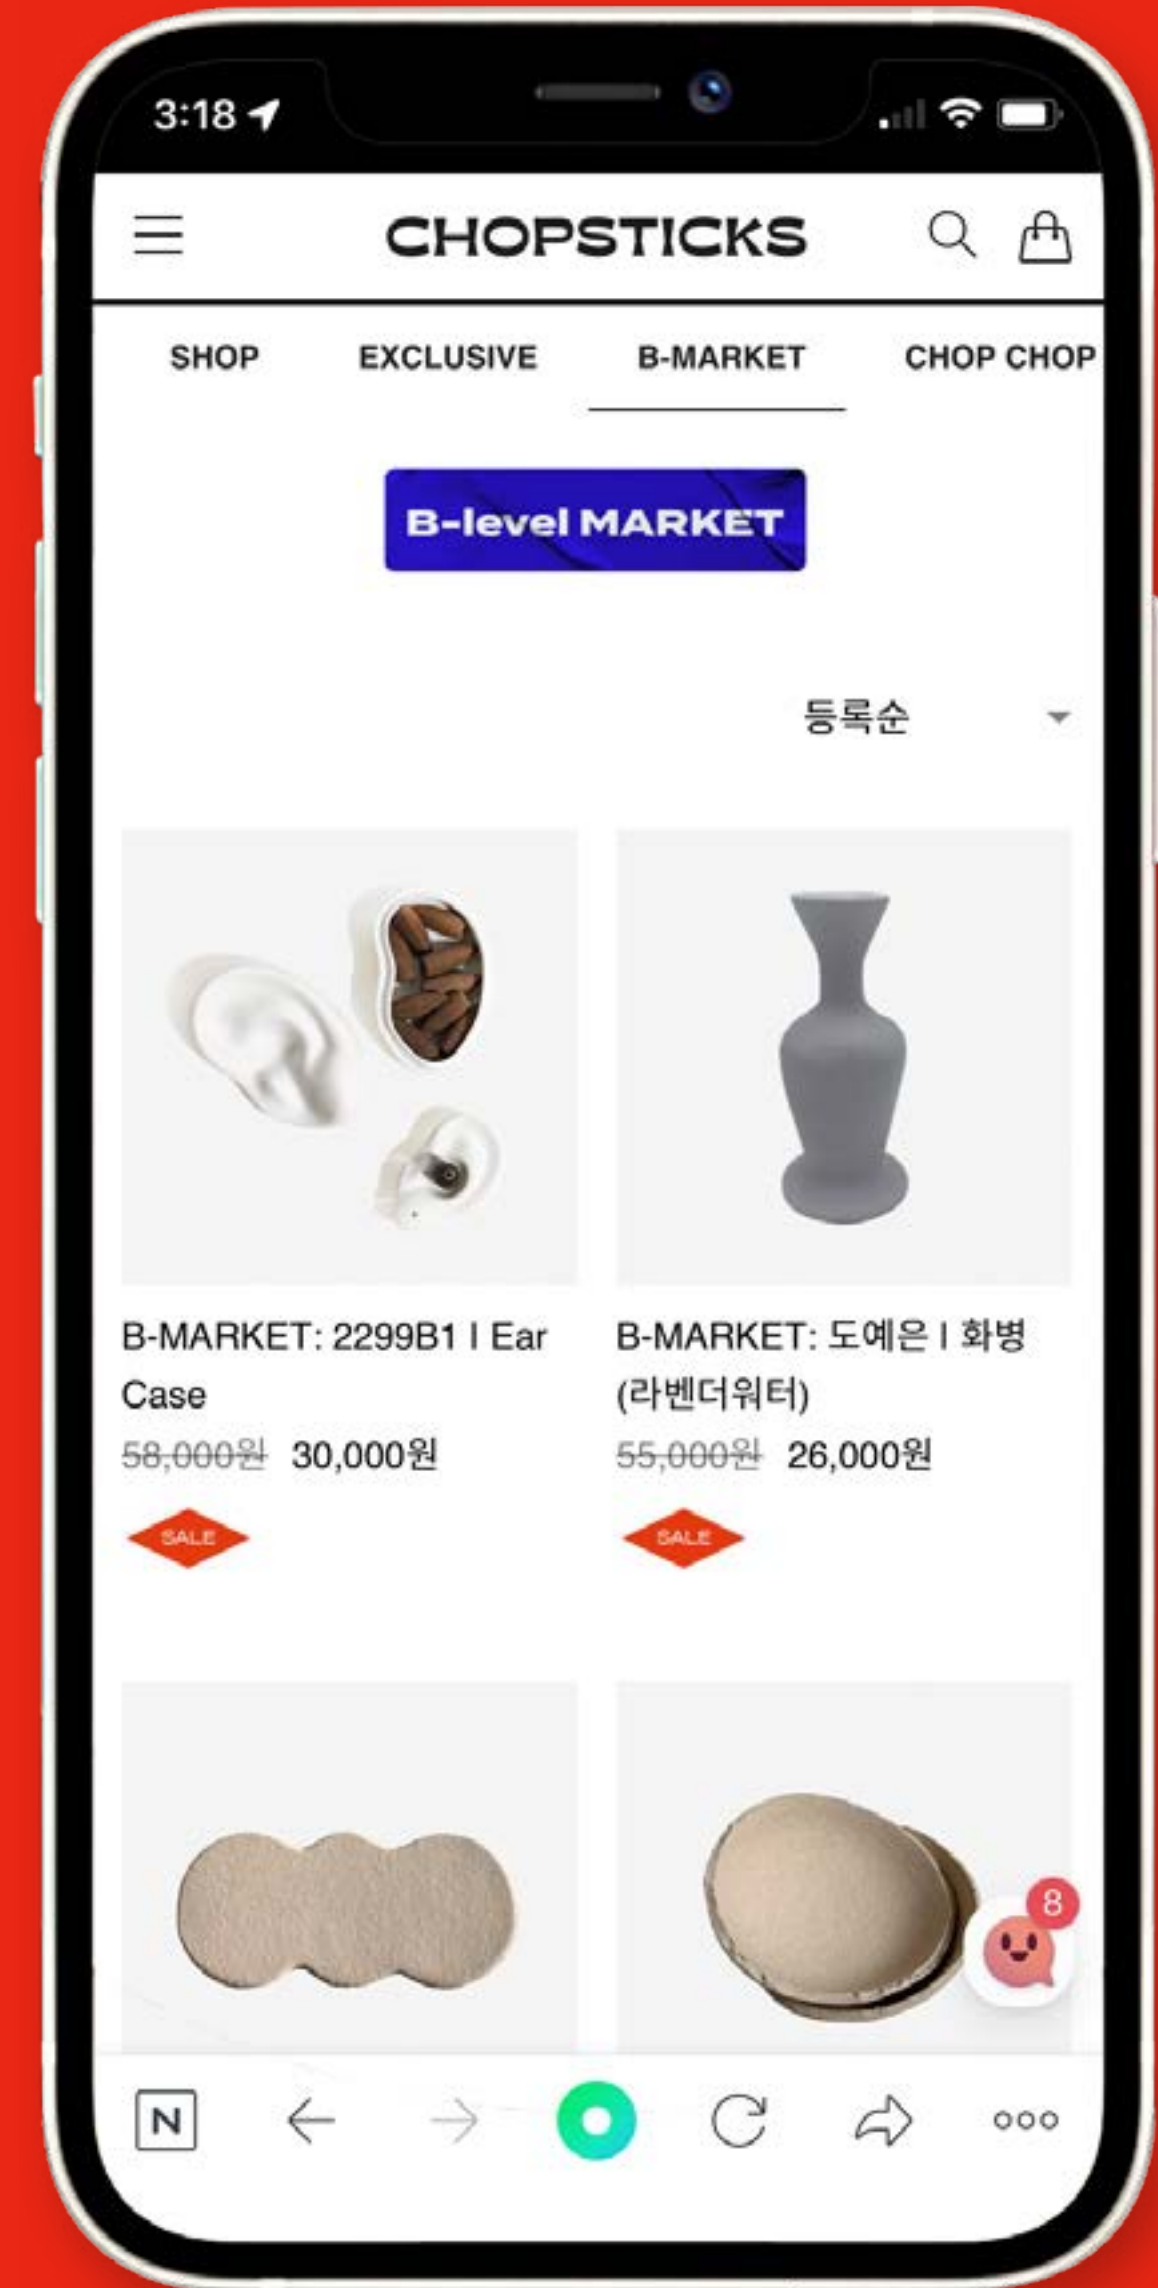 3:18
CHOPSTICKS
SHOP EXCLUSIVE B-MARKET CHOP CHOP
B-level MARKET
등록순
B-MARKET: 2299B1 I Ear
Case
58,000원 30,000원
SALE
B-MARKET: 도예은 I 화병
(라벤더워터)
55,000원 26,000원
SALE
8
N